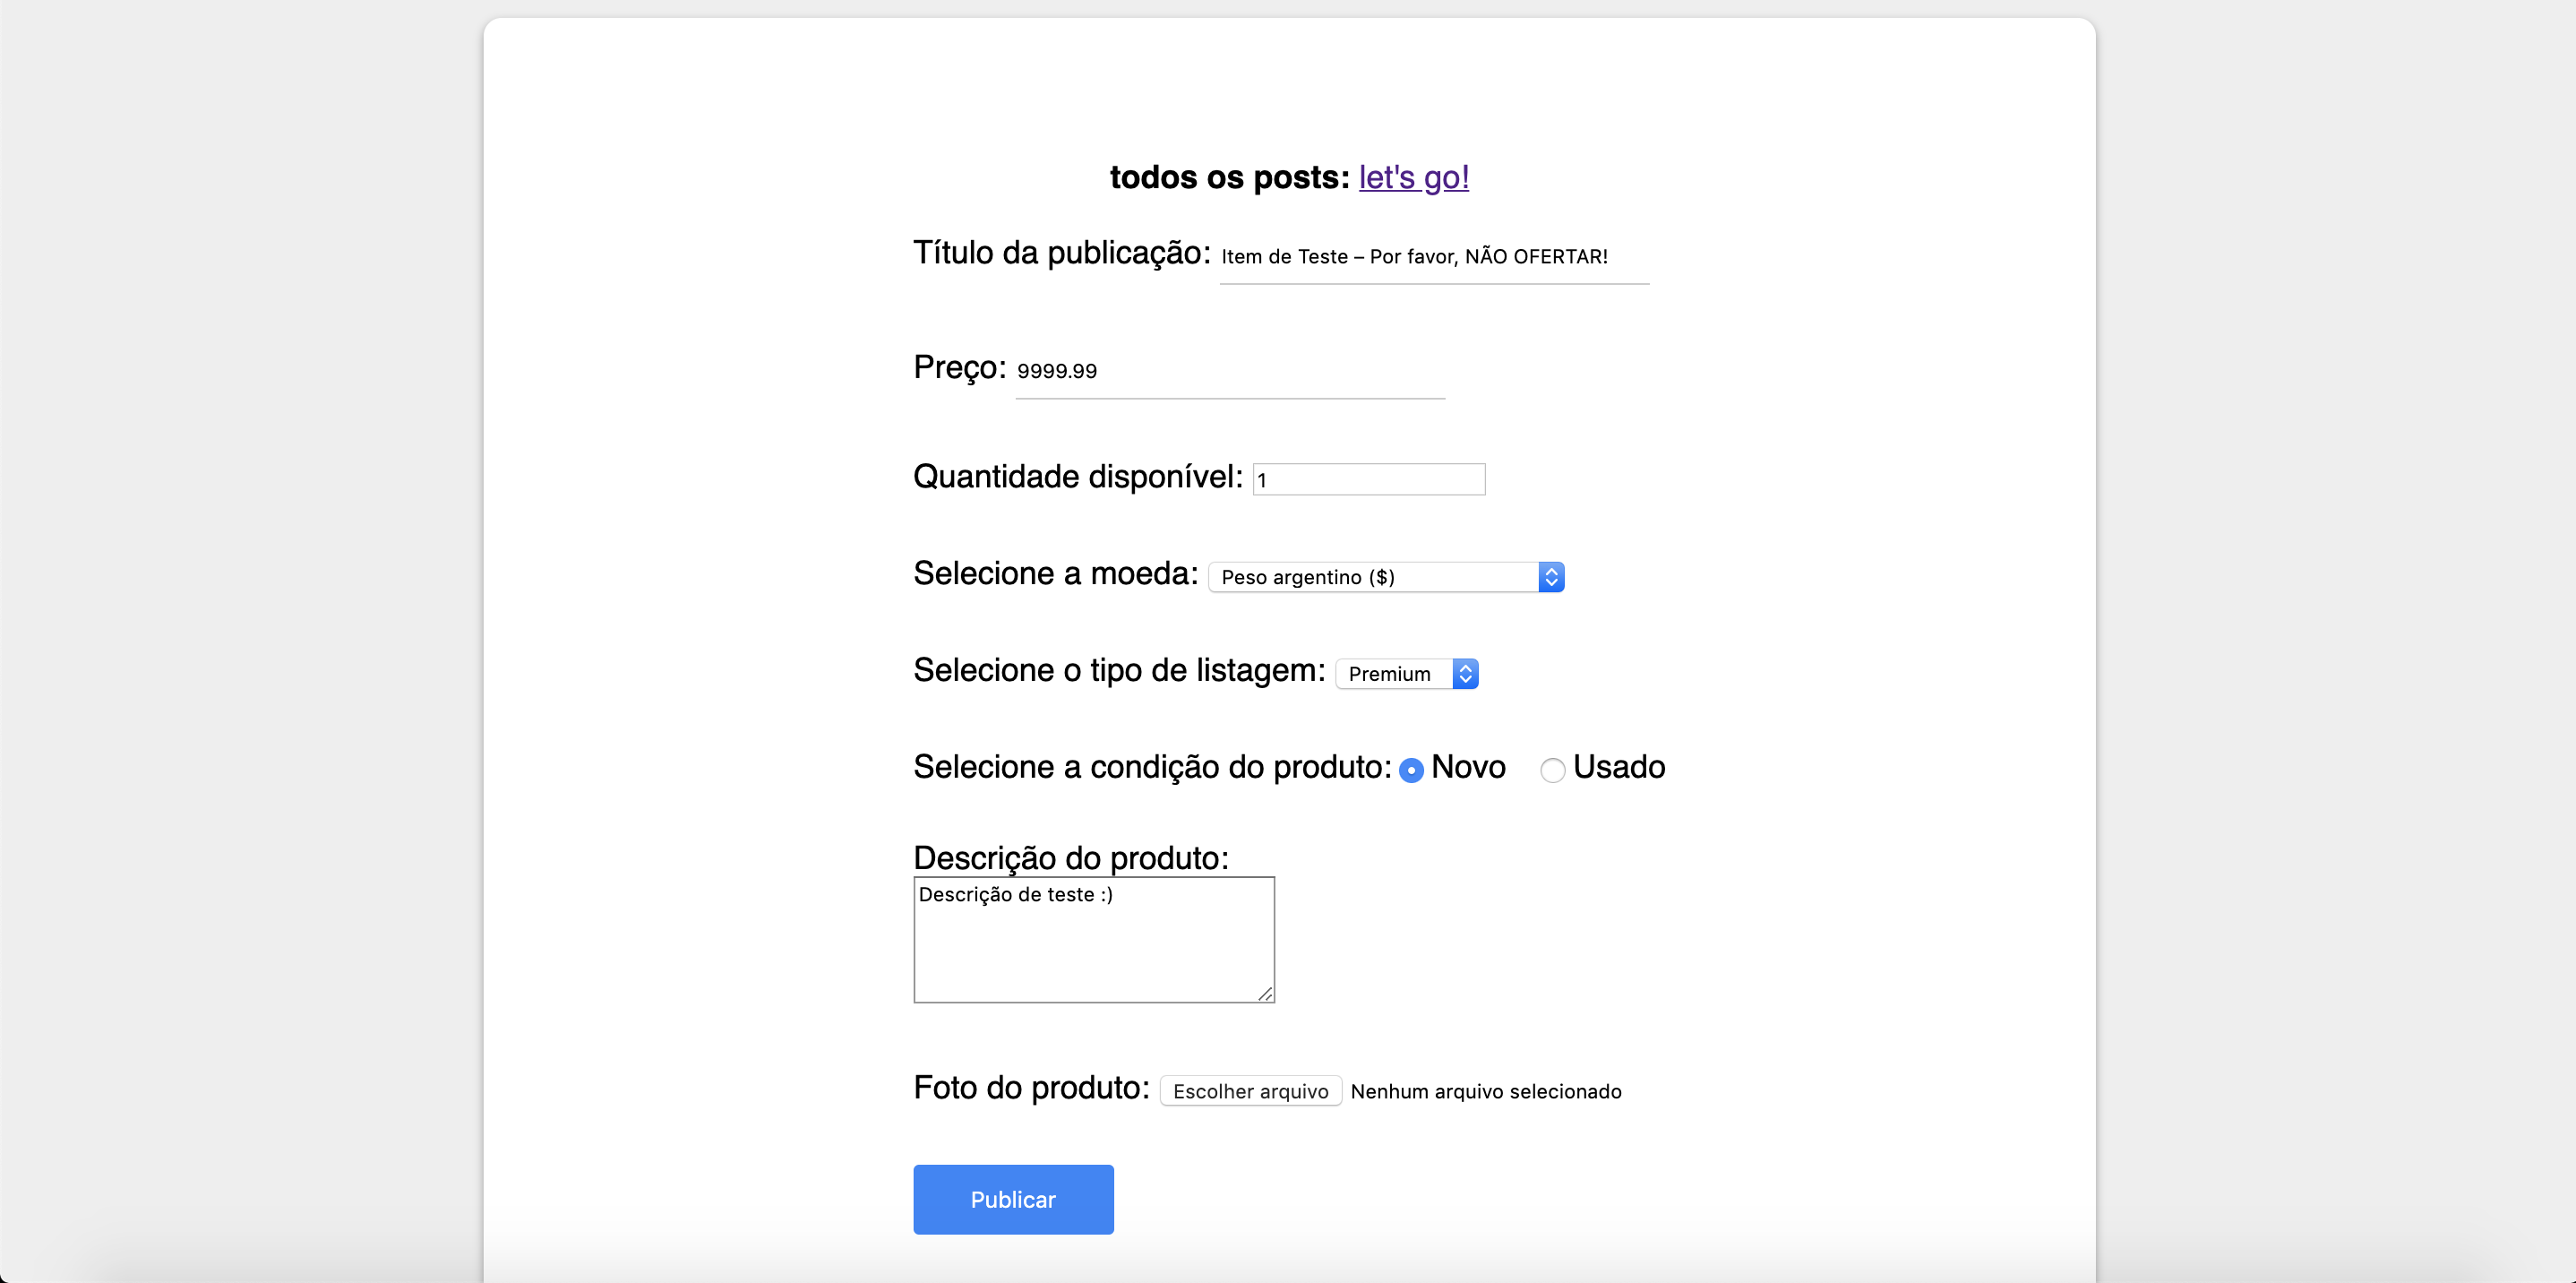 todos os posts: let's go!
Título da publicação: Item de Teste – Por favor, NÃO OFERTAR!
Preço: 9999.99
Quantidade disponível: 1
Selecione a moeda: Peso argentino ($)
Selecione o tipo de listagem: Premium
Selecione a condição do produto: Novo Usado
Descrição do produto:
Descrição de teste :)
Foto do produto: Escolher arquivo Nenhum arquivo selecionado
Publicar